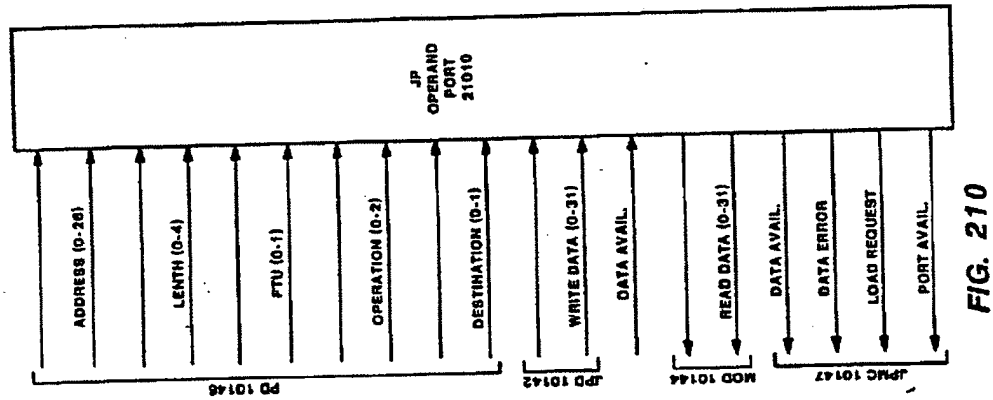 JP
OPERAND
PORT
21010
ADDRESS (0-26)
LENTH (0-4)
FTU (0-1)
OPERATION (0-2)
DESTINATION (0-1)
WRITE DATA (0-31)
DATA AVAIL.
READ DATA (0-31)
DATA AVAIL.
DATA ERROR
LOAD REQUEST
PORT AVAIL.
PD 10146
JPD 10142
MOD 10144
JPMC 10147
FIG. 210